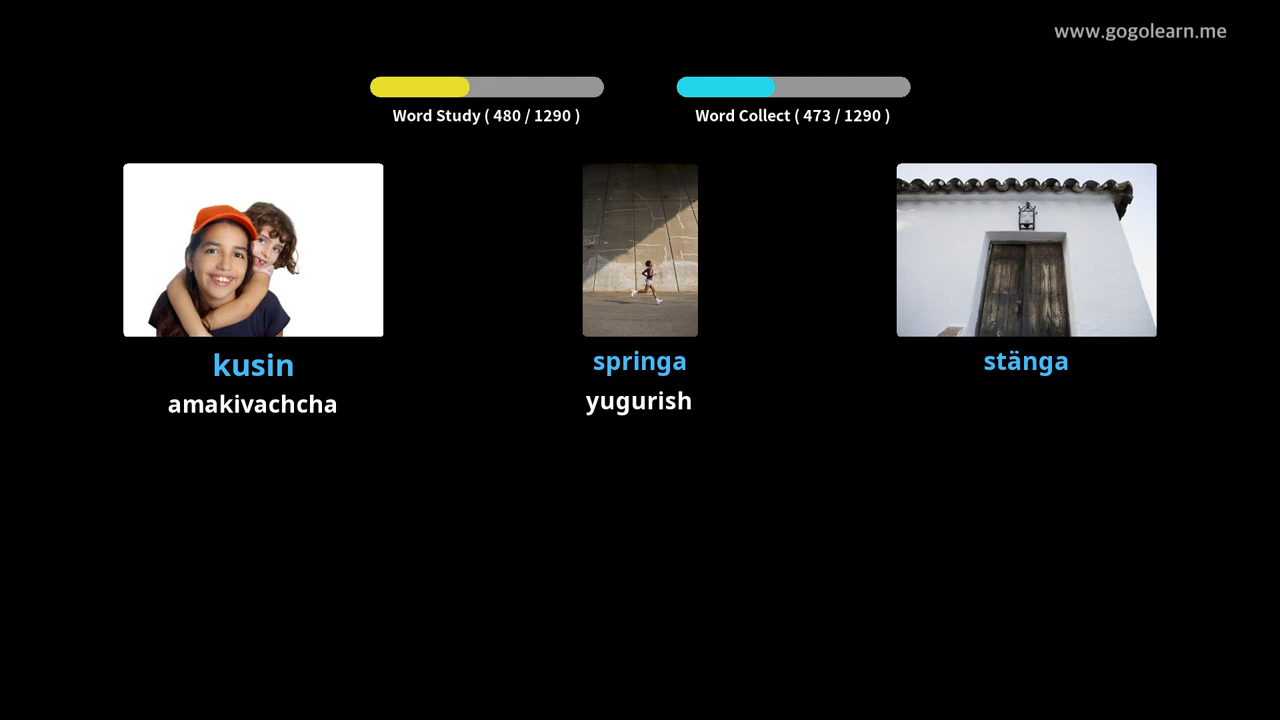 www.gogolearn.me
Word Study ( 480 / 1290 )
Word Collect ( 473 / 1290 )
kusin
springa
stänga
amakivachcha
yugurish